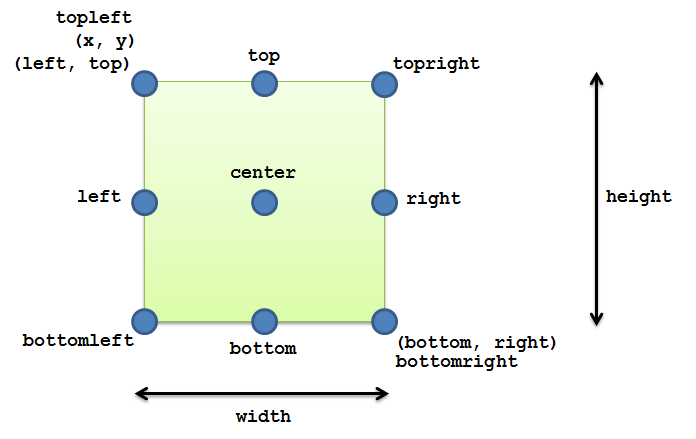 topleft
(x, y)
(left, top)
top
topright
center
left
right
height
bottomleft
bottom
(bottom, right)
bottomright
width